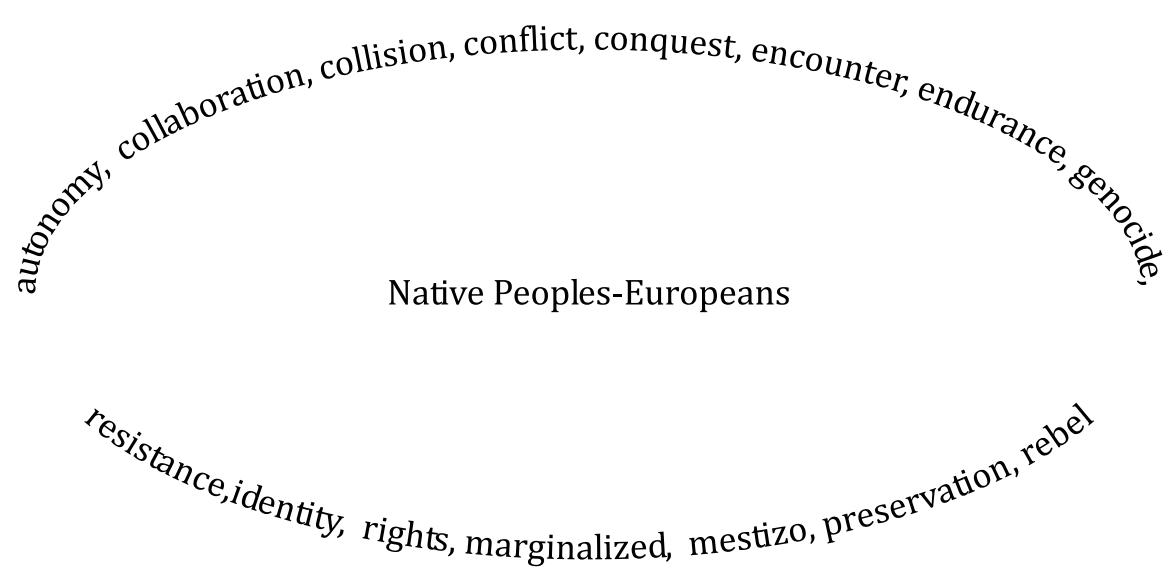 autonomy, collaboration, collision, conflict, conquest, encounter, endurance, genocide,
Native Peoples-Europeans
resistance,identity, rights, marginalized, mestizo, preservation, rebel